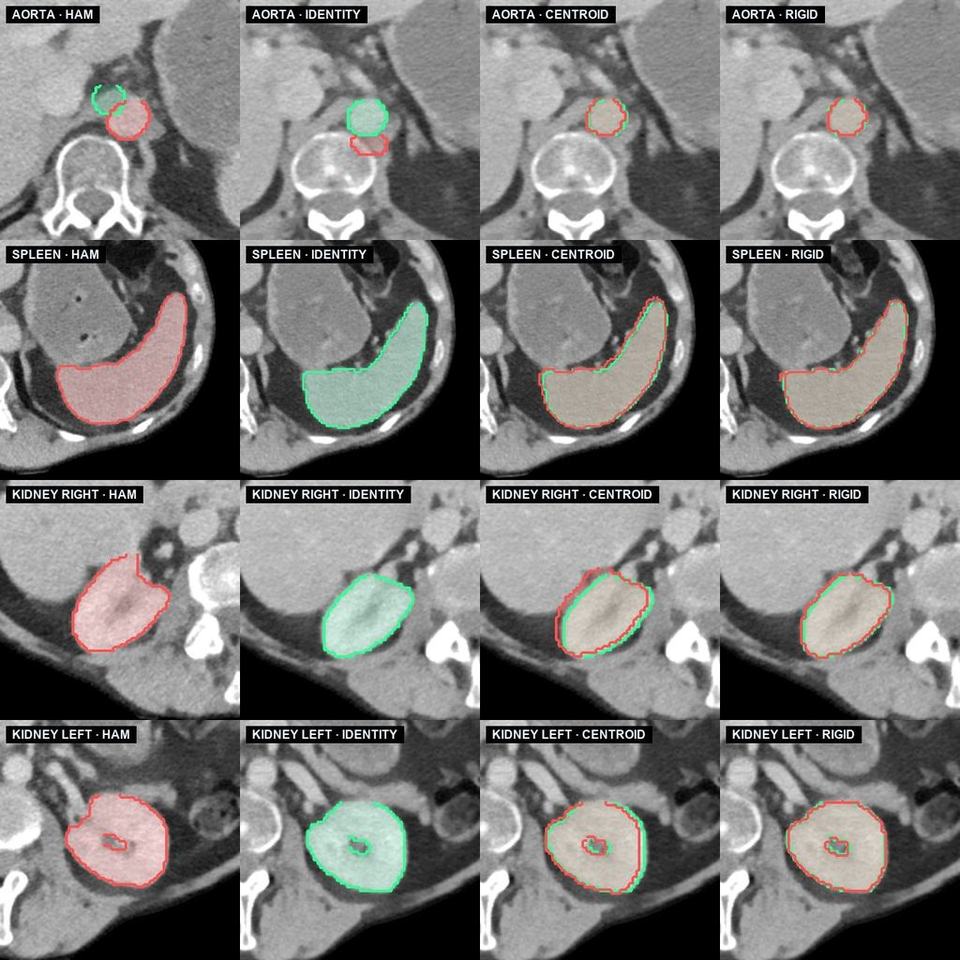 AORTA · HAM
AORTA · IDENTITY
AORTA · CENTROID
AORTA · RIGID
SPLEEN · HAM
SPLEEN · IDENTITY
SPLEEN · CENTROID
SPLEEN · RIGID
KIDNEY RIGHT · HAM
KIDNEY RIGHT · IDENTITY
KIDNEY RIGHT · CENTROID
KIDNEY RIGHT · RIGID
KIDNEY LEFT · HAM
KIDNEY LEFT · IDENTITY
KIDNEY LEFT · CENTROID
KIDNEY LEFT · RIGID